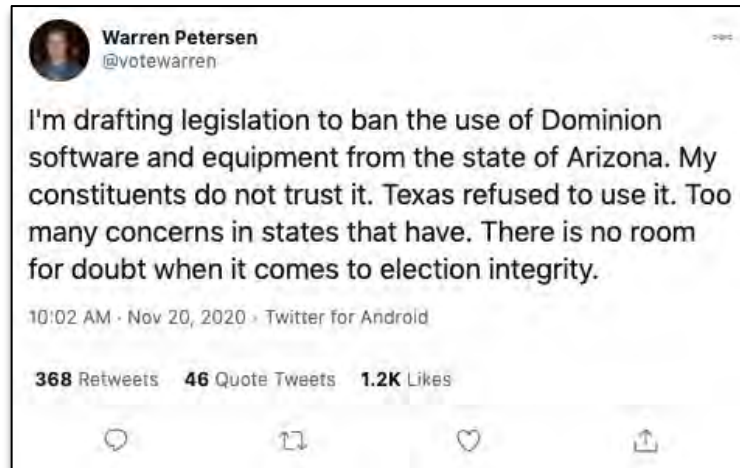 Warren Petersen
@votewarren
I'm drafting legislation to ban the use of Dominion
software and equipment from the state of Arizona. My
constituents do not trust it. Texas refused to use it. Too
many concerns in states that have. There is no room
for doubt when it comes to election integrity.
10:02 AM · Nov 20, 2020 · Twitter for Android
368 Retweets 46 Quote Tweets 1.2K Likes